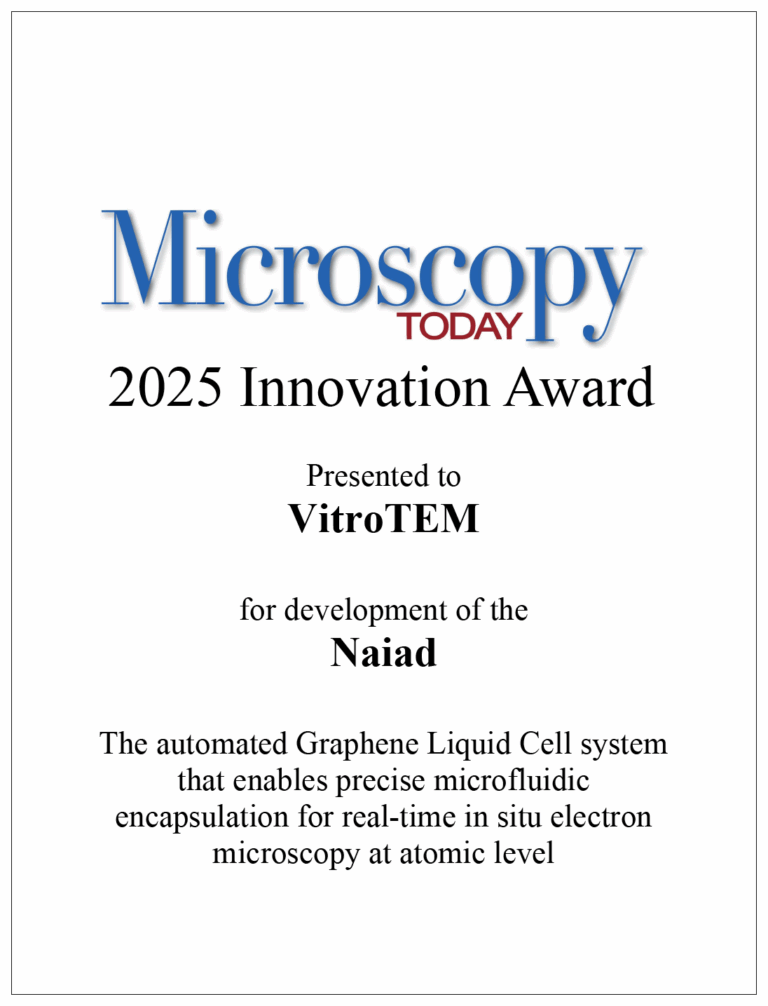 Microscopy
TODAY
2025 Innovation Award
Presented to
VitroTEM
for development of the
Naiad
The automated Graphene Liquid Cell system
that enables precise microfluidic
encapsulation for real-time in situ electron
microscopy at atomic level